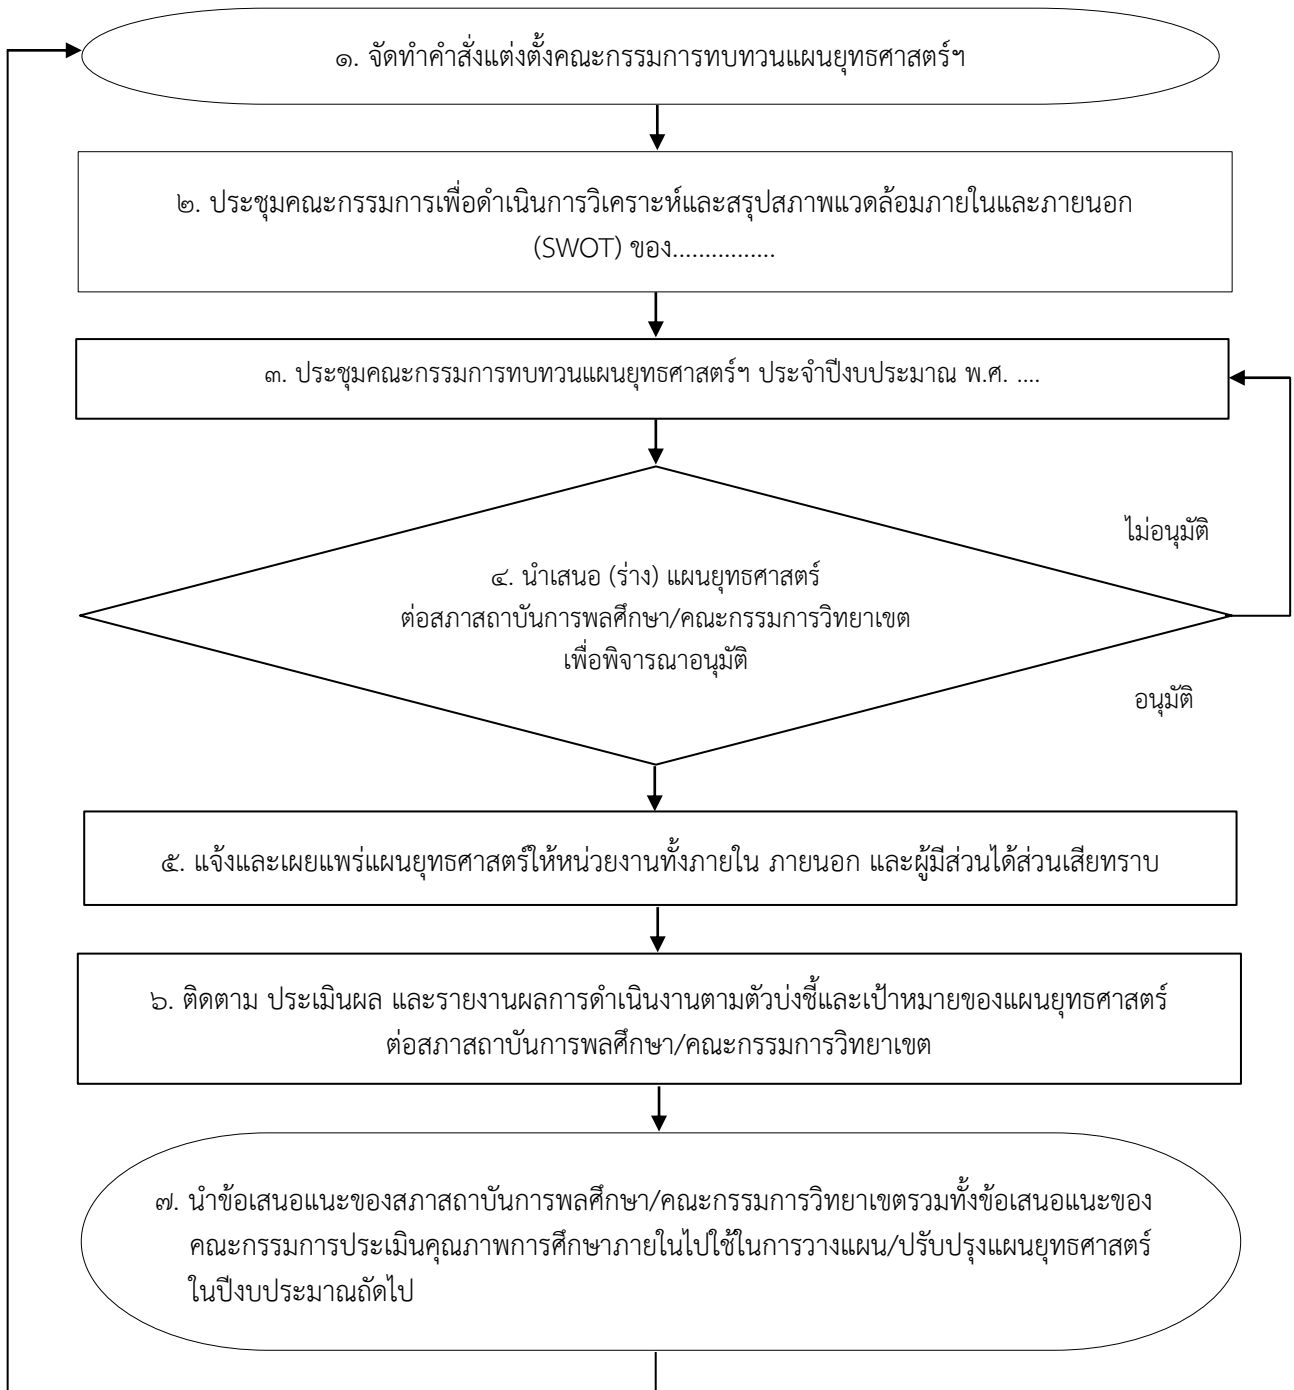 ๑. จัดทำคำสั่งแต่งตั้งคณะกรรมการทบทวนแผนยุทธศาสตร์ฯ
๒. ประชุมคณะกรรมการเพื่อดำเนินการวิเคราะห์และสรุปสภาพแวดล้อมภายในและภายนอก
(SWOT) ของ................
๓. ประชุมคณะกรรมการทบทวนแผนยุทธศาสตร์ฯ ประจำปีงบประมาณ พ.ศ. ....
ไม่อนุมัติ
๔. นำเสนอ (ร่าง) แผนยุทธศาสตร์
ต่อสภาสถาบันการพลศึกษา/คณะกรรมการวิทยาเขต
เพื่อพิจารณาอนุมัติ
อนุมัติ
๕. แจ้งและเผยแพร่แผนยุทธศาสตร์ให้หน่วยงานทั้งภายใน ภายนอก และผู้มีส่วนได้ส่วนเสียทราบ
๖. ติดตาม ประเมินผล และรายงานผลการดำเนินงานตามตัวบ่งชี้และเป้าหมายของแผนยุทธศาสตร์
ต่อสภาสถาบันการพลศึกษา/คณะกรรมการวิทยาเขต
๗. นำข้อเสนอแนะของสภาสถาบันการพลศึกษา/คณะกรรมการวิทยาเขตรวมทั้งข้อเสนอแนะของ
คณะกรรมการประเมินคุณภาพการศึกษาภายในไปใช้ในการวางแผน/ปรับปรุงแผนยุทธศาสตร์
ในปีงบประมาณถัดไป